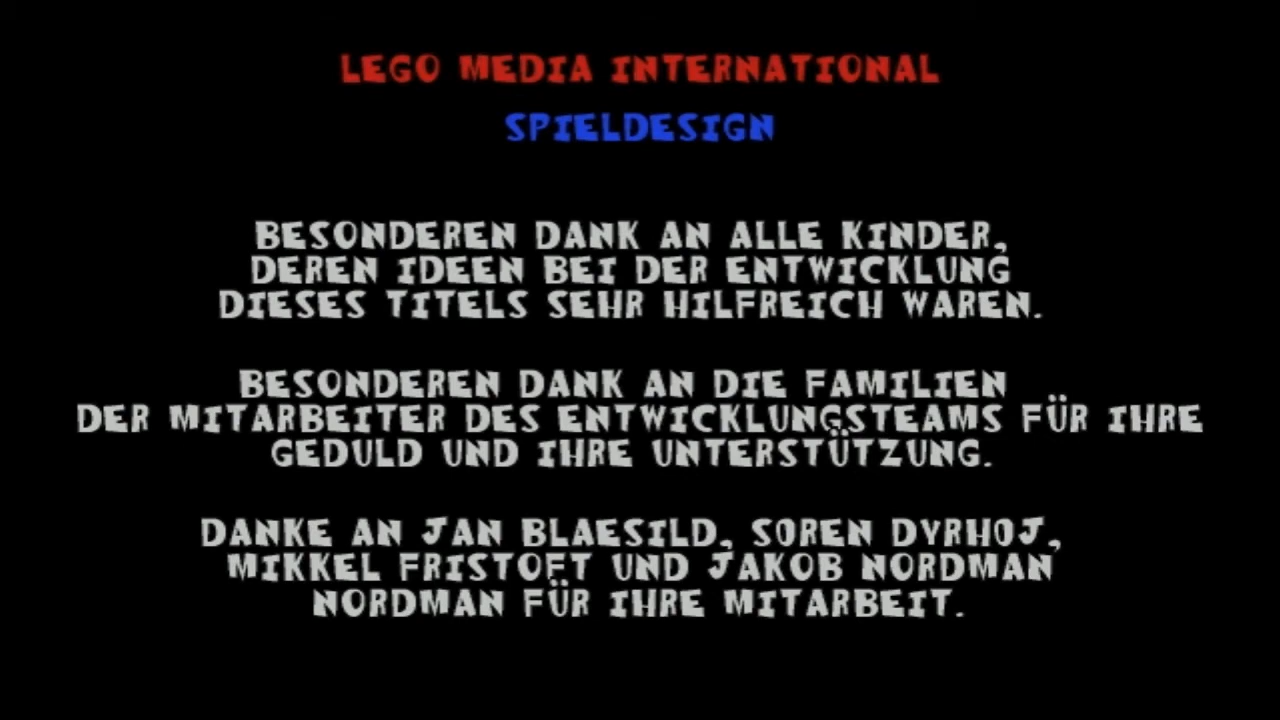 LEGO MEDIA INTERNATIONAL
SPIELDESIGN
BESONDEREN DANK AN ALLE KINDER,
DEREN IDEEN BEI DER ENTWICKLUNG
DIESES TITELS SEHR HILFREICH WAREN.
BESONDEREN DANK AN DIE FAMILIEN
DER MITARBEITER DES ENTWICKLUNGSTEAMS FÜR IHRE
GEDULD UND IHRE UNTERSTÜTZUNG.
DANKE AN JAN BLAESILD, SOREN DYRHOJ,
MIKKEL FRISTOFT UND JAKOB NORDMAN
NORDMAN FÜR IHRE MITARBEIT.